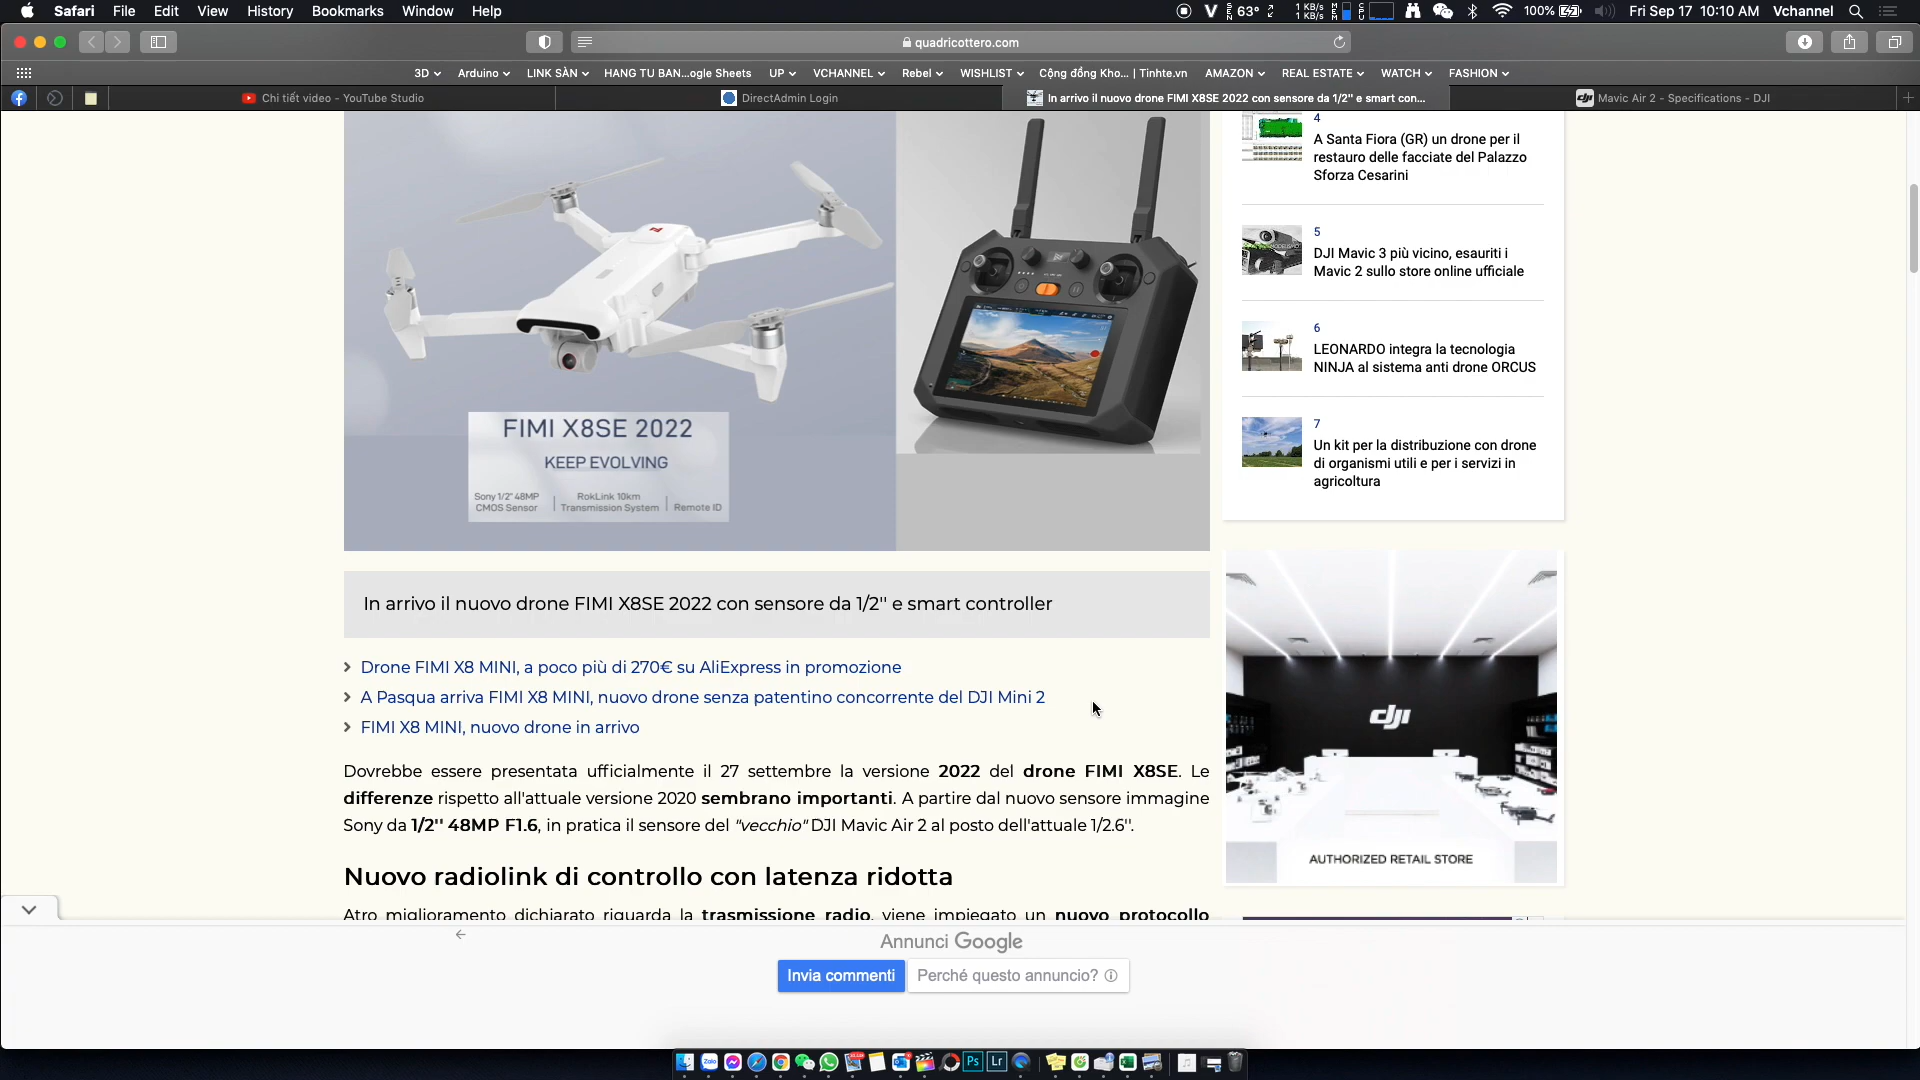 Safari File Edit View History Bookmarks Window Help
63° 1 KB/s 1 KB/s 100% Fri Sep 17 10:10 AM Vchannel
quadricottero.com
3D Arduino LINK SÀN HANG TU BAN...ogle Sheets UP VCHANNEL Rebel WISHLIST Cộng đồng Kho... | Tinhte.vn AMAZON REAL ESTATE WATCH FASHION
Chi tiết video - YouTube Studio
DirectAdmin Login
In arrivo il nuovo drone FIMI X8SE 2022 con sensore da 1/2" e smart con...
Mavic Air 2 - Specifications - DJI
FIMI X8SE 2022
KEEP EVOLVING
Sony 1/2" 48MP
CMOS Sensor
RokLink 10km
Transmission System
Remote ID
In arrivo il nuovo drone FIMI X8SE 2022 con sensore da 1/2'' e smart controller
Drone FIMI X8 MINI, a poco più di 270€ su AliExpress in promozione
A Pasqua arriva FIMI X8 MINI, nuovo drone senza patentino concorrente del DJI Mini 2
FIMI X8 MINI, nuovo drone in arrivo
Dovrebbe essere presentata ufficialmente il 27 settembre la versione 2022 del drone FIMI X8SE. Le
differenze rispetto all'attuale versione 2020 sembrano importanti. A partire dal nuovo sensore immagine
Sony da 1/2'' 48MP F1.6, in pratica il sensore del "vecchio" DJI Mavic Air 2 al posto dell'attuale 1/2.6''.
Nuovo radiolink di controllo con latenza ridotta
Atro miglioramento dichiarato riguarda la trasmissione radio, viene impiegato un nuovo protocollo
4
A Santa Fiora (GR) un drone per il
restauro delle facciate del Palazzo
Sforza Cesarini
5
DJI Mavic 3 più vicino, esauriti i
Mavic 2 sullo store online ufficiale
6
LEONARDO integra la tecnologia
NINJA al sistema anti drone ORCUS
7
Un kit per la distribuzione con drone
di organismi utili e per i servizi in
agricoltura
dji
AUTHORIZED RETAIL STORE
Annunci Google
Invia commenti
Perché questo annuncio?
Zalo
Ps
Lr